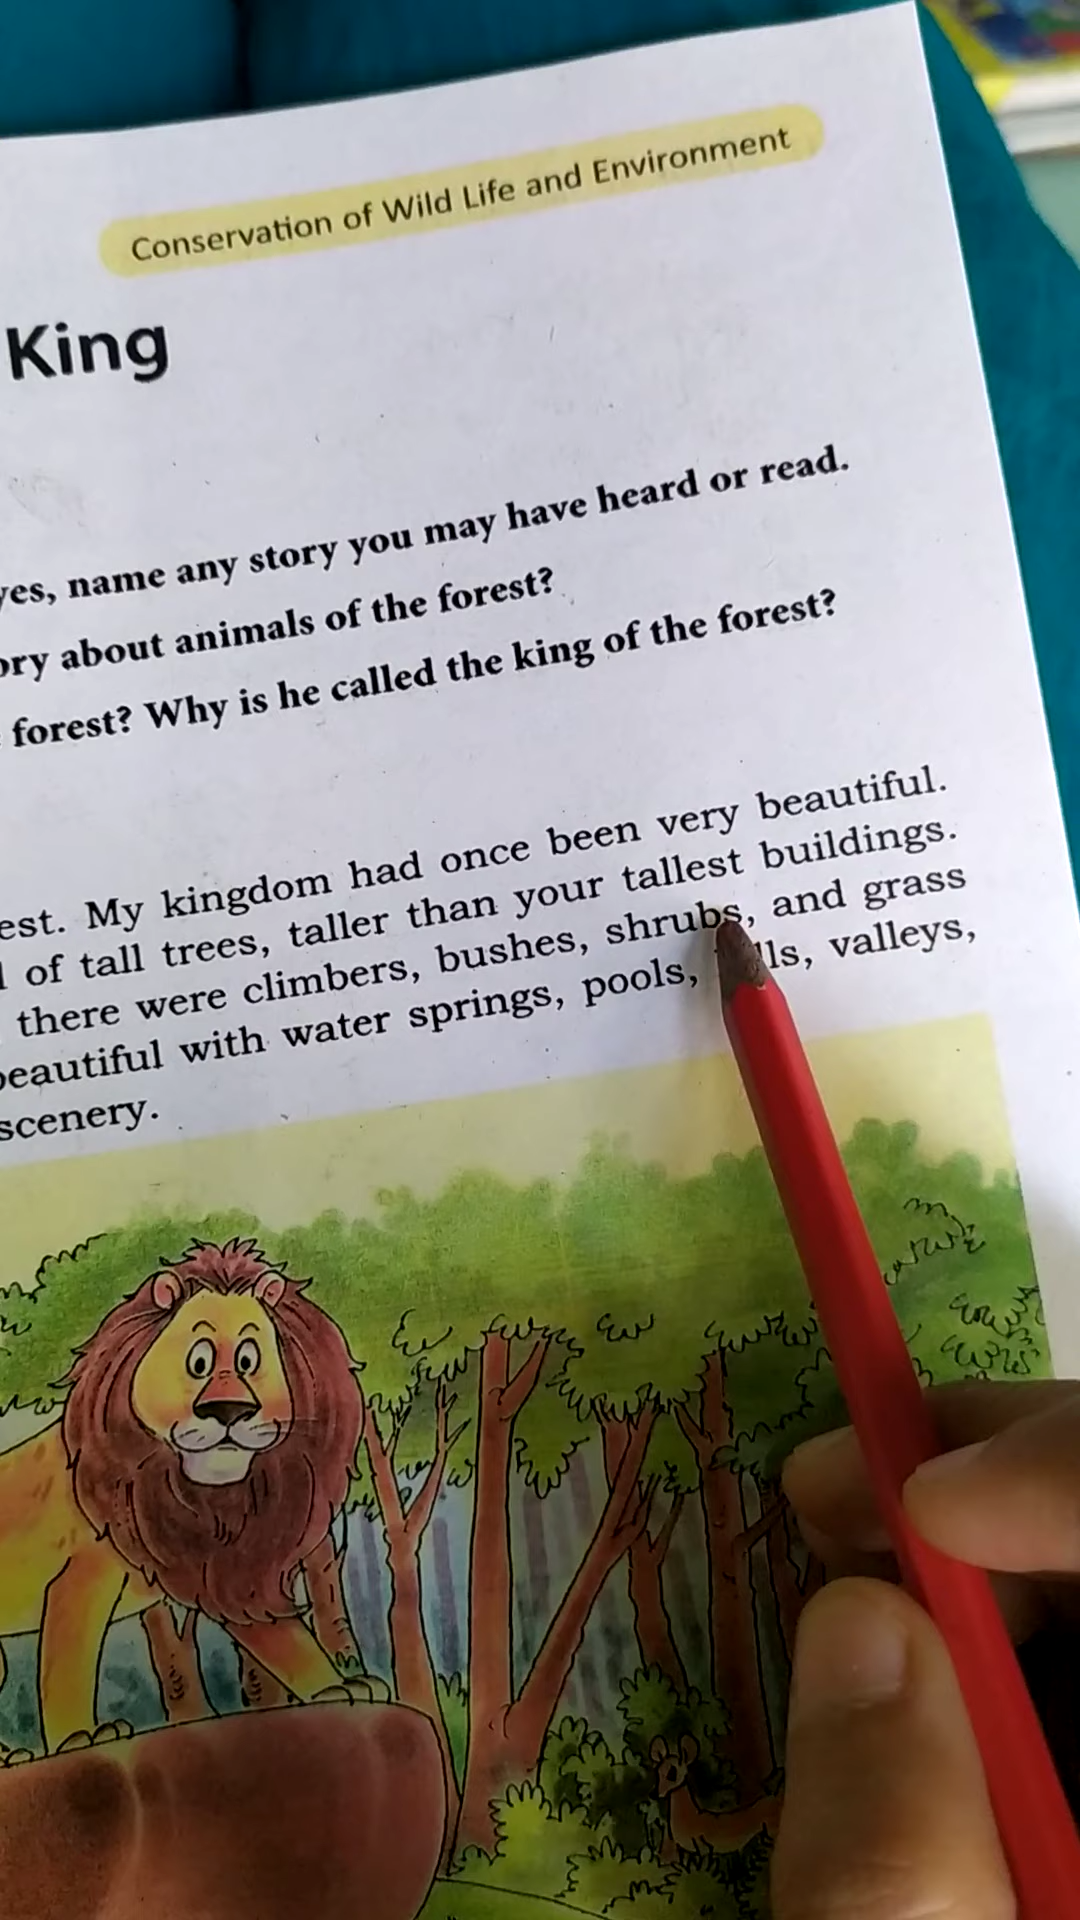 Conservation of Wild Life and Environment
King
yes, name any story you may have heard or read.
about animals of the forest?
forest? Why is he called the king of the forest?
My kingdom had once been very beautiful.
of tall trees, taller than your tallest buildings.
there were climbers, bushes, shrubs, and grass
beautiful with water springs, pools, valleys,
scenery.